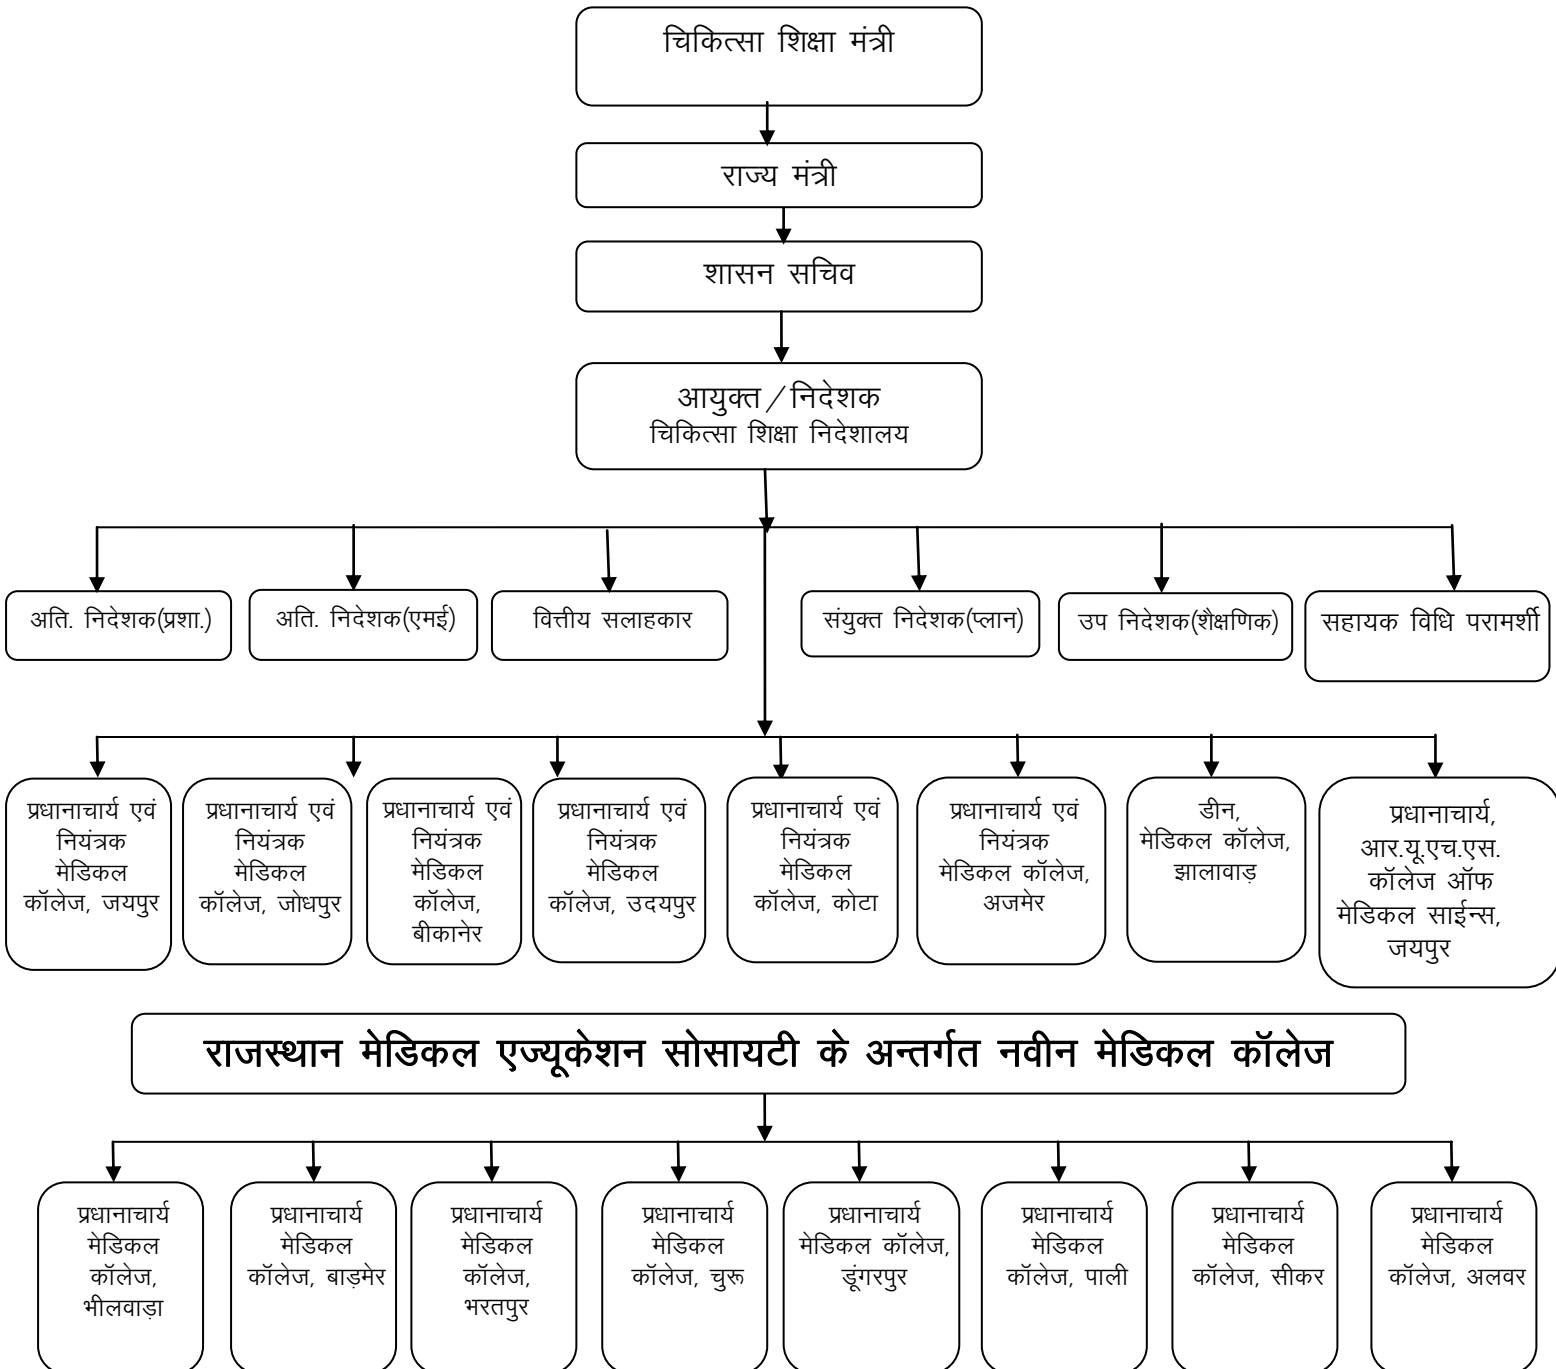 चिकित्सा शिक्षा मंत्री
राज्य मंत्री
शासन सचिव
आयुक्त/निदेशक
चिकित्सा शिक्षा निदेशालय
अति. निदेशक(प्रशा.)
अति. निदेशक(एमई)
वित्तीय सलाहकार
संयुक्त निदेशक(प्लान)
उप निदेशक(शैक्षणिक)
सहायक विधि परामर्शी
प्रधानाचार्य एवं
नियंत्रक
मेडिकल
कॉलेज, जयपुर
प्रधानाचार्य एवं
नियंत्रक
मेडिकल
कॉलेज, जोधपुर
प्रधानाचार्य एवं
नियंत्रक
मेडिकल
कॉलेज,
बीकानेर
प्रधानाचार्य एवं
नियंत्रक
मेडिकल
कॉलेज, उदयपुर
प्रधानाचार्य एवं
नियंत्रक
मेडिकल
कॉलेज, कोटा
प्रधानाचार्य एवं
नियंत्रक
मेडिकल कॉलेज,
अजमेर
डीन,
मेडिकल कॉलेज,
झालावाड़
प्रधानाचार्य,
आर.यू.एच.एस.
कॉलेज ऑफ
मेडिकल साईन्स,
जयपुर
राजस्थान मेडिकल एज्यूकेशन सोसायटी के अन्तर्गत नवीन मेडिकल कॉलेज
प्रधानाचार्य
मेडिकल
कॉलेज,
भीलवाड़ा
प्रधानाचार्य
मेडिकल
कॉलेज, बाड़मेर
प्रधानाचार्य
मेडिकल
कॉलेज,
भरतपुर
प्रधानाचार्य
मेडिकल
कॉलेज, चुरू
प्रधानाचार्य
मेडिकल कॉलेज,
डूंगरपुर
प्रधानाचार्य
मेडिकल
कॉलेज, पाली
प्रधानाचार्य
मेडिकल
कॉलेज, सीकर
प्रधानाचार्य
मेडिकल
कॉलेज, अलवर